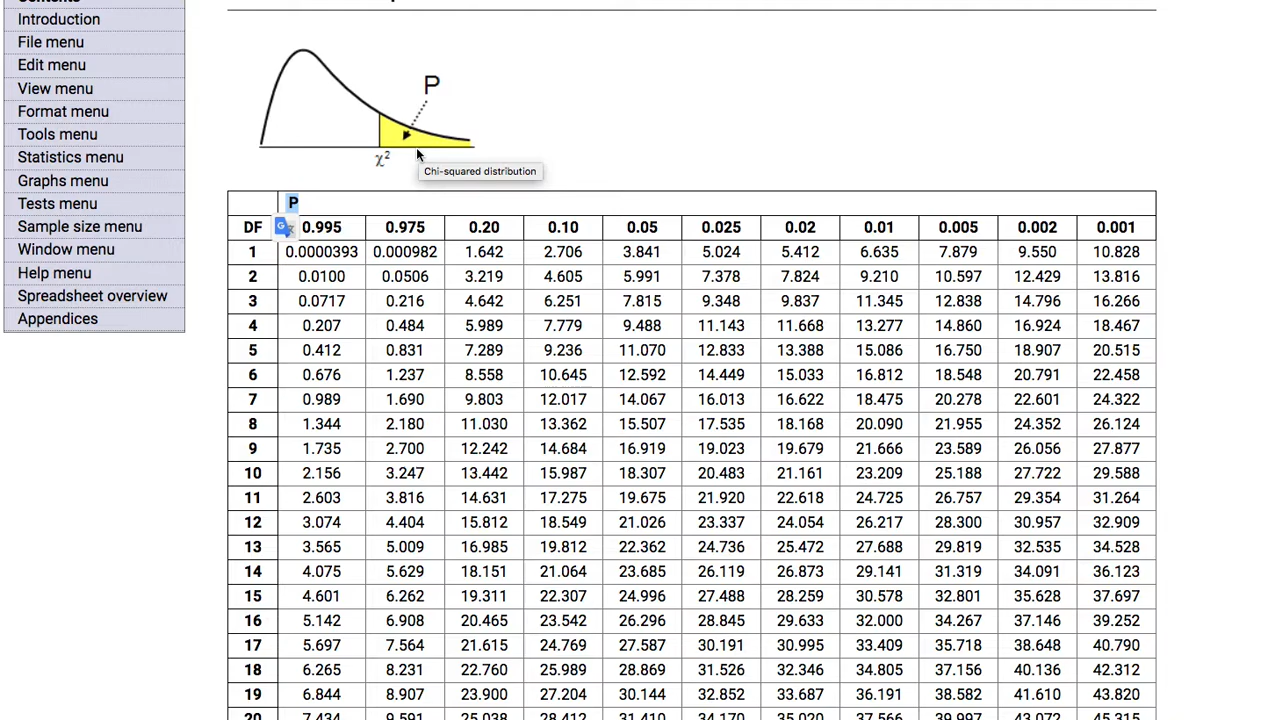 Introduction
File menu
Edit menu
View menu
Format menu
Tools menu
Statistics menu
Graphs menu
Tests menu
Sample size menu
Window menu
Help menu
Spreadsheet overview
Appendices
P
χ2
Chi-squared distribution
P
DF 0.995 0.975 0.20 0.10 0.05 0.025 0.02 0.01 0.005 0.002 0.001
1 0.0000393 0.000982 1.642 2.706 3.841 5.024 5.412 6.635 7.879 9.550 10.828
2 0.0100 0.0506 3.219 4.605 5.991 7.378 7.824 9.210 10.597 12.429 13.816
3 0.0717 0.216 4.642 6.251 7.815 9.348 9.837 11.345 12.838 14.796 16.266
4 0.207 0.484 5.989 7.779 9.488 11.143 11.668 13.277 14.860 16.924 18.467
5 0.412 0.831 7.289 9.236 11.070 12.833 13.388 15.086 16.750 18.907 20.515
6 0.676 1.237 8.558 10.645 12.592 14.449 15.033 16.812 18.548 20.791 22.458
7 0.989 1.690 9.803 12.017 14.067 16.013 16.622 18.475 20.278 22.601 24.322
8 1.344 2.180 11.030 13.362 15.507 17.535 18.168 20.090 21.955 24.352 26.124
9 1.735 2.700 12.242 14.684 16.919 19.023 19.679 21.666 23.589 26.056 27.877
10 2.156 3.247 13.442 15.987 18.307 20.483 21.161 23.209 25.188 27.722 29.588
11 2.603 3.816 14.631 17.275 19.675 21.920 22.618 24.725 26.757 29.354 31.264
12 3.074 4.404 15.812 18.549 21.026 23.337 24.054 26.217 28.300 30.957 32.909
13 3.565 5.009 16.985 19.812 22.362 24.736 25.472 27.688 29.819 32.535 34.528
14 4.075 5.629 18.151 21.064 23.685 26.119 26.873 29.141 31.319 34.091 36.123
15 4.601 6.262 19.311 22.307 24.996 27.488 28.259 30.578 32.801 35.628 37.697
16 5.142 6.908 20.465 23.542 26.296 28.845 29.633 32.000 34.267 37.146 39.252
17 5.697 7.564 21.615 24.769 27.587 30.191 30.995 33.409 35.718 38.648 40.790
18 6.265 8.231 22.760 25.989 28.869 31.526 32.346 34.805 37.156 40.136 42.312
19 6.844 8.907 23.900 27.204 30.144 32.852 33.687 36.191 38.582 41.610 43.820
20 7.434 9.591 25.038 28.412 31.410 34.170 35.020 37.566 39.997 43.072 45.315